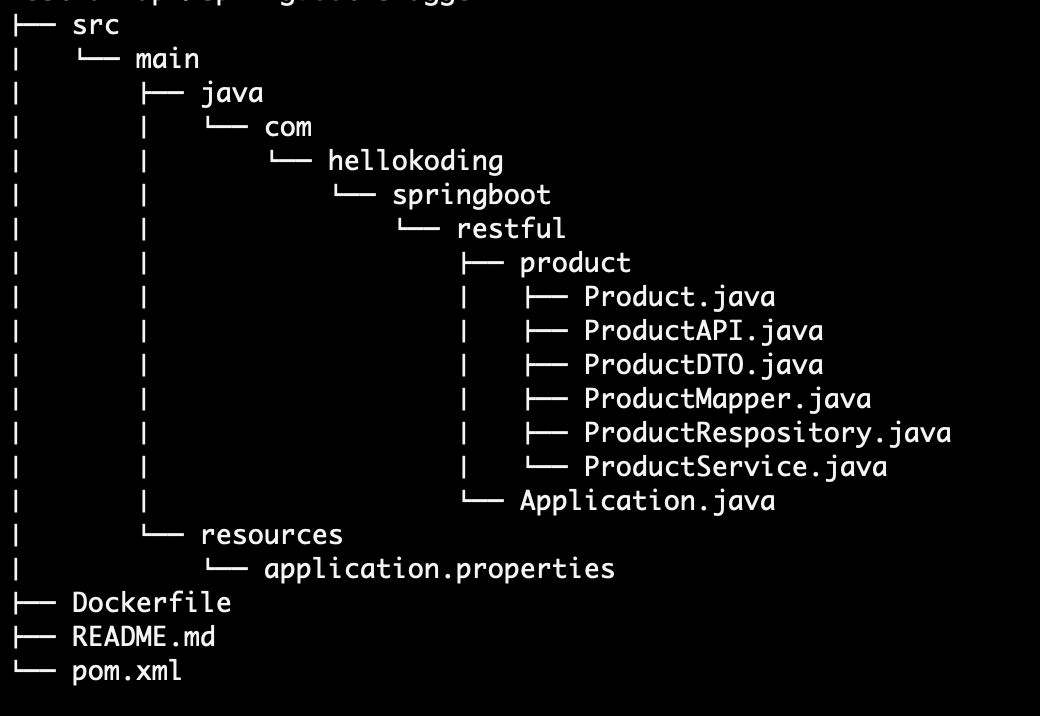 ├── src
│   └── main
│       ├── java
│       │   └── com
│       │       └── hellokoding
│       │           └── springboot
│       │               └── restful
│       │                   ├── product
│       │                   │   ├── Product.java
│       │                   │   ├── ProductAPI.java
│       │                   │   ├── ProductDTO.java
│       │                   │   ├── ProductMapper.java
│       │                   │   ├── ProductRespository.java
│       │                   │   └── ProductService.java
│       │                   └── Application.java
│       └── resources
│           └── application.properties
├── Dockerfile
├── README.md
└── pom.xml